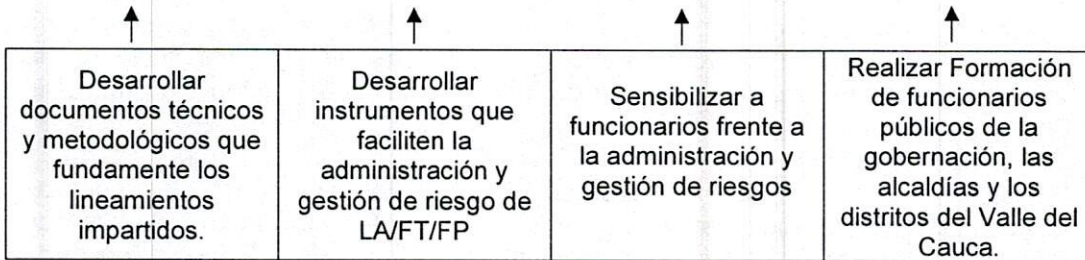 Desarrollar
documentos técnicos
y metodológicos que
fundamente los
lineamientos
impartidos.
Desarrollar
instrumentos que
faciliten la
administración y
gestión de riesgo de
LA/FT/FP
Sensibilizar a
funcionarios frente a
la administración y
gestión de riesgos
Realizar Formación
de funcionarios
públicos de la
gobernación, las
alcaldías y los
distritos del Valle del
Cauca.